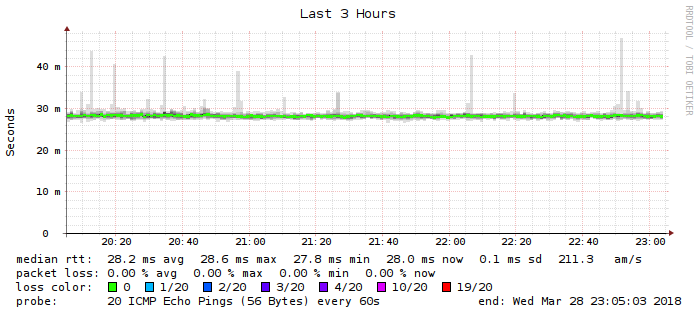 Last 3 Hours
RRDTOOL / TOBI OETIKER
Seconds
40 m
30 m
20 m
10 m
0
20:20 20:40 21:00 21:20 21:40 22:00 22:20 22:40 23:00
median rtt: 28.2 ms avg 28.6 ms max 27.8 ms min 28.0 ms now 0.1 ms sd 211.3 am/s
packet loss: 0.00 % avg 0.00 % max 0.00 % min 0.00 % now
loss color: 0 1/20 2/20 3/20 4/20 10/20 19/20
probe: 20 ICMP Echo Pings (56 Bytes) every 60s end: Wed Mar 28 23:05:03 2018